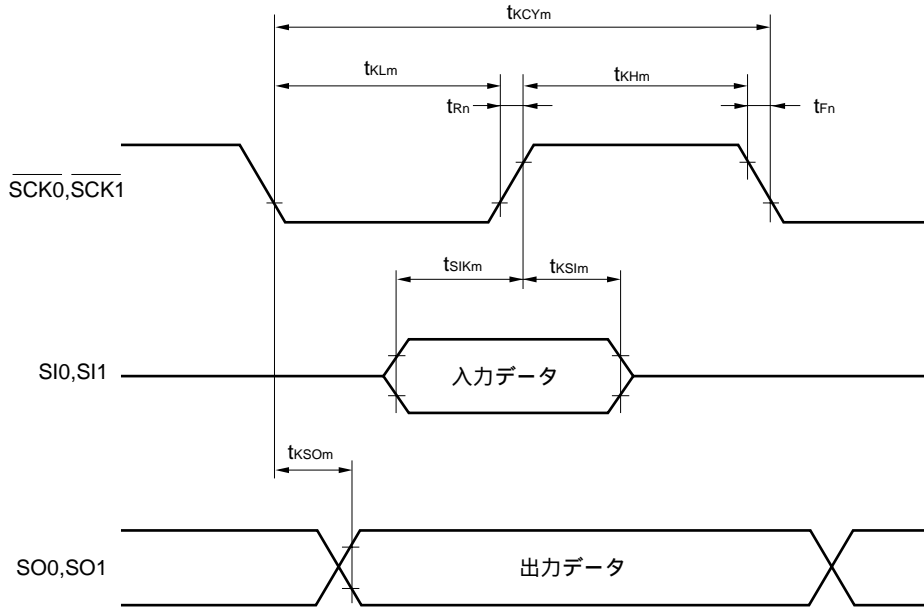 tKCYm
tKLm
tKHm
tRn
tFn
SCK0,SCK1
tSIKm
tKSIm
SI0,SI1
入力データ
tKSOm
SO0,SO1
出力データ